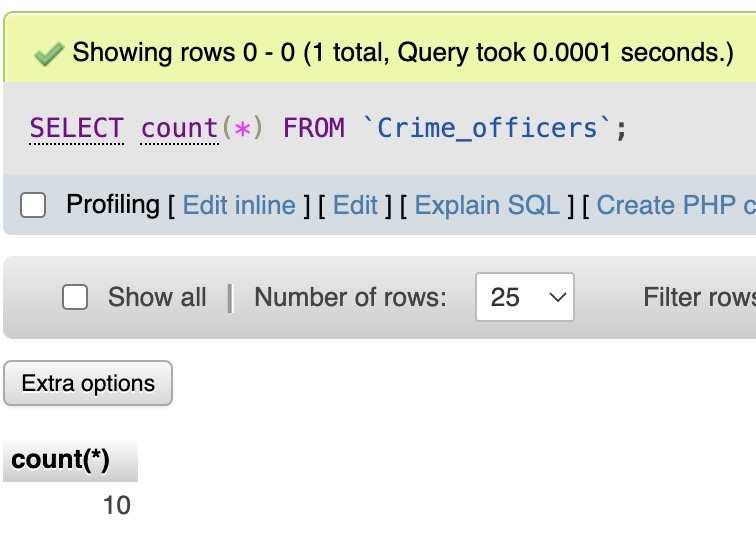 Showing rows 0 - 0 (1 total, Query took 0.0001 seconds.)
SELECT count(*) FROM `Crime_officers`;
Profiling [ Edit inline ] [ Edit ] [ Explain SQL ] [ Create PHP c
Show all | Number of rows: 25 Filter rows
Extra options
count(*)
10